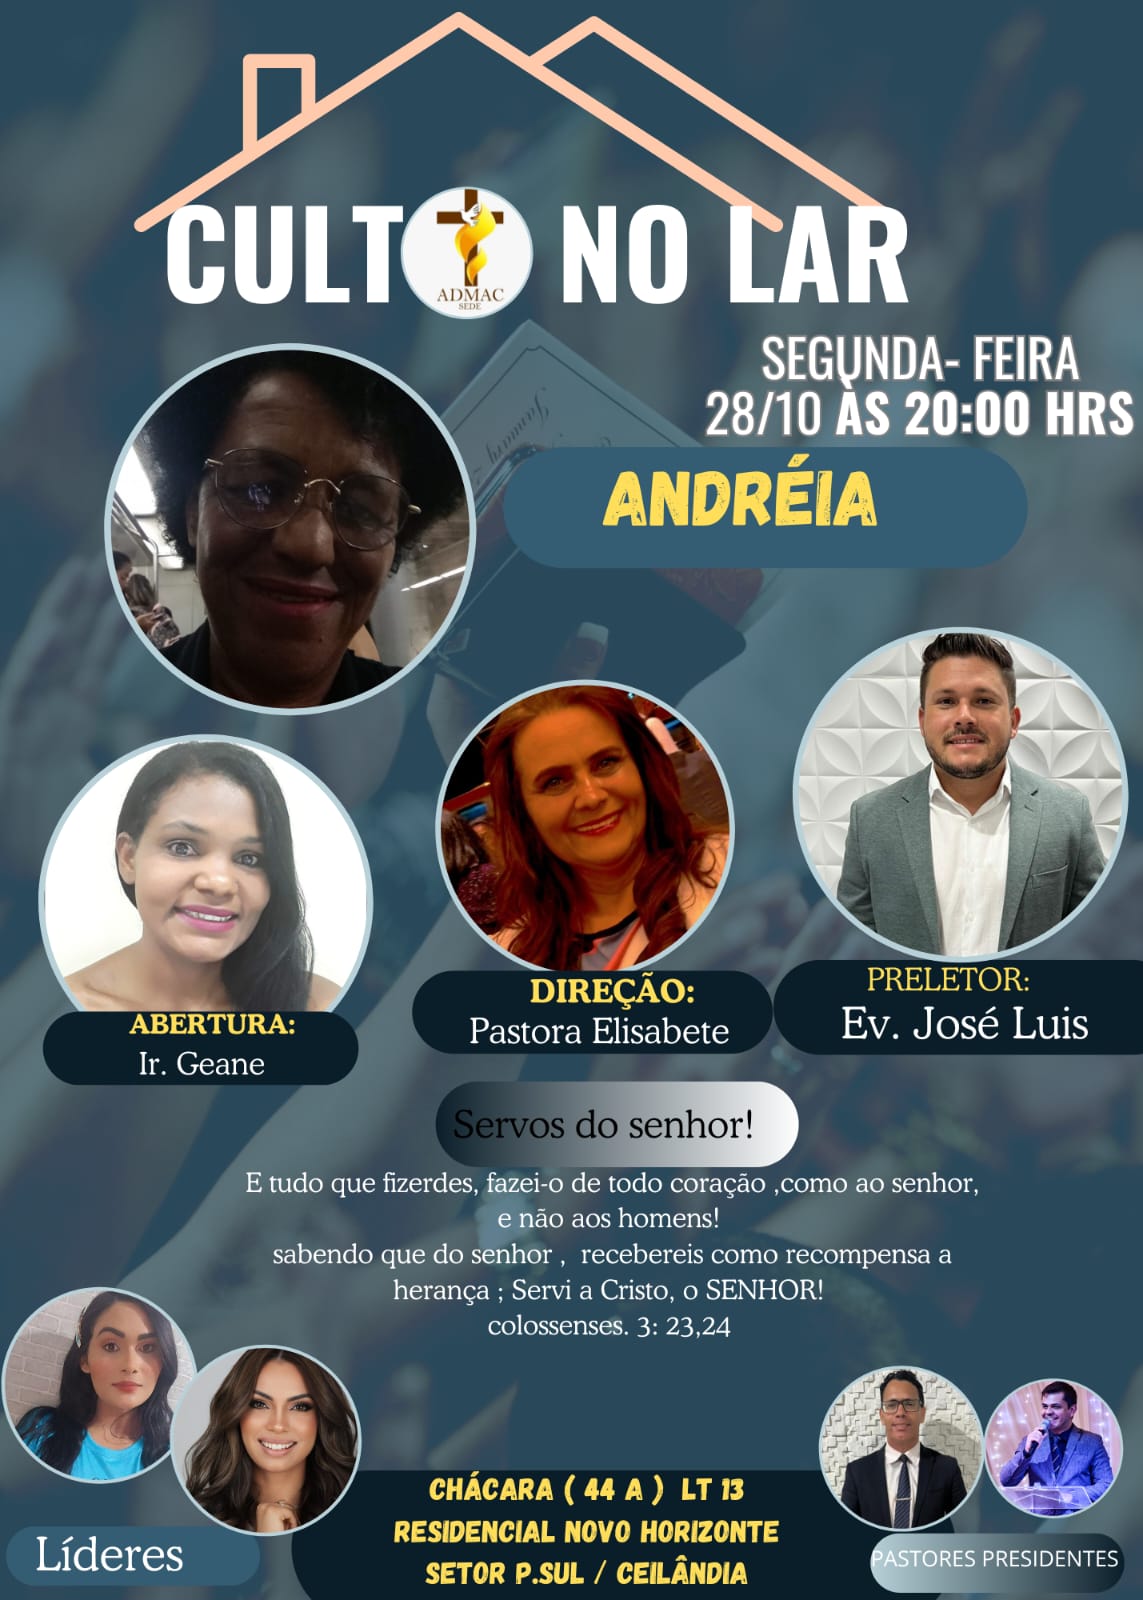 CULTO NO LAR
ADMAC
SEDE
SEGUNDA- FEIRA
28/10 ÀS 20:00 HRS
ANDRÉIA
January
ABERTURA:
Ir. Geane
DIREÇÃO:
Pastora Elisabete
PRELETOR:
Ev. José Luis
Servos do senhor!
E tudo que fizerdes, fazei-o de todo coração ,como ao senhor,
e não aos homens!
sabendo que do senhor , recebereis como recompensa a
herança ; Servi a Cristo, o SENHOR!
colossenses. 3: 23,24
Líderes
CHÁCARA ( 44 A ) LT 13
RESIDENCIAL NOVO HORIZONTE
SETOR P.SUL / CEILÂNDIA
PASTORES PRESIDENTES